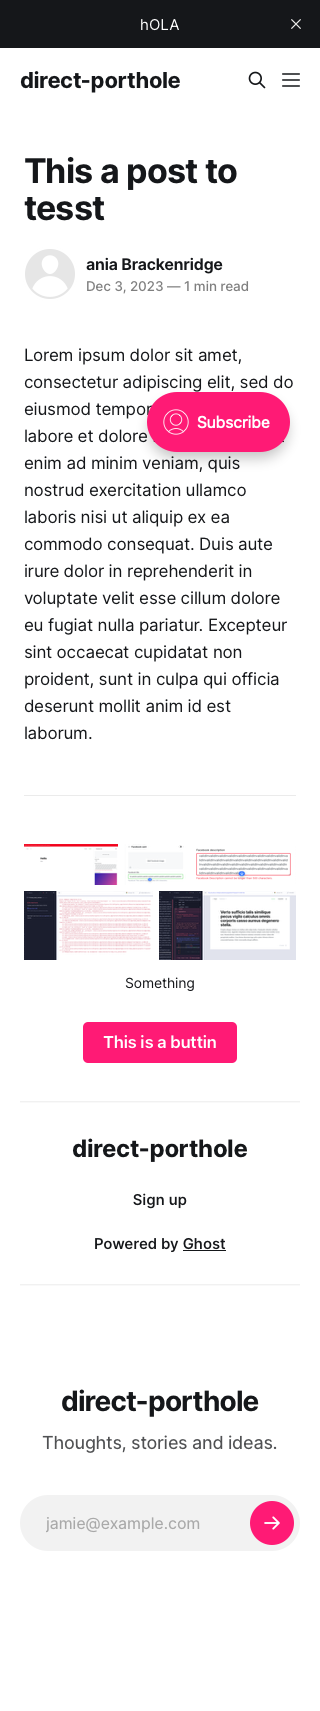 hOLA
direct-porthole
This a post to
tesst
ania Brackenridge
Dec 3, 2023 — 1 min read
Lorem ipsum dolor sit amet,
consectetur adipiscing elit, sed do
eiusmod tempor
Subscribe
labore et dolore
enim ad minim veniam, quis
nostrud exercitation ullamco
laboris nisi ut aliquip ex ea
commodo consequat. Duis aute
irure dolor in reprehenderit in
voluptate velit esse cillum dolore
eu fugiat nulla pariatur. Excepteur
sint occaecat cupidatat non
proident, sunt in culpa qui officia
deserunt mollit anim id est
laborum.
Something
This is a buttin
direct-porthole
Sign up
Powered by Ghost
direct-porthole
Thoughts, stories and ideas.
jamie@example.com